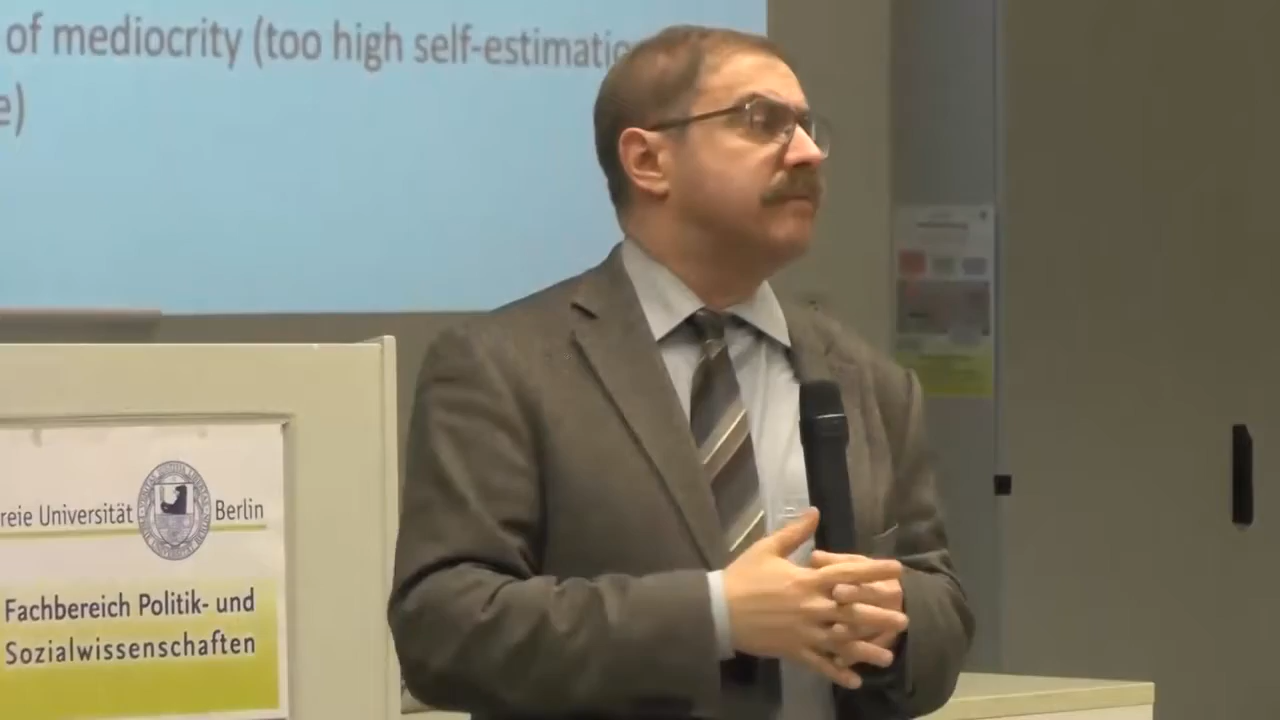 of mediocrity (too high self-estimatio
e)
reie Universität Berlin
Fachbereich Politik- und
Sozialwissenschaften